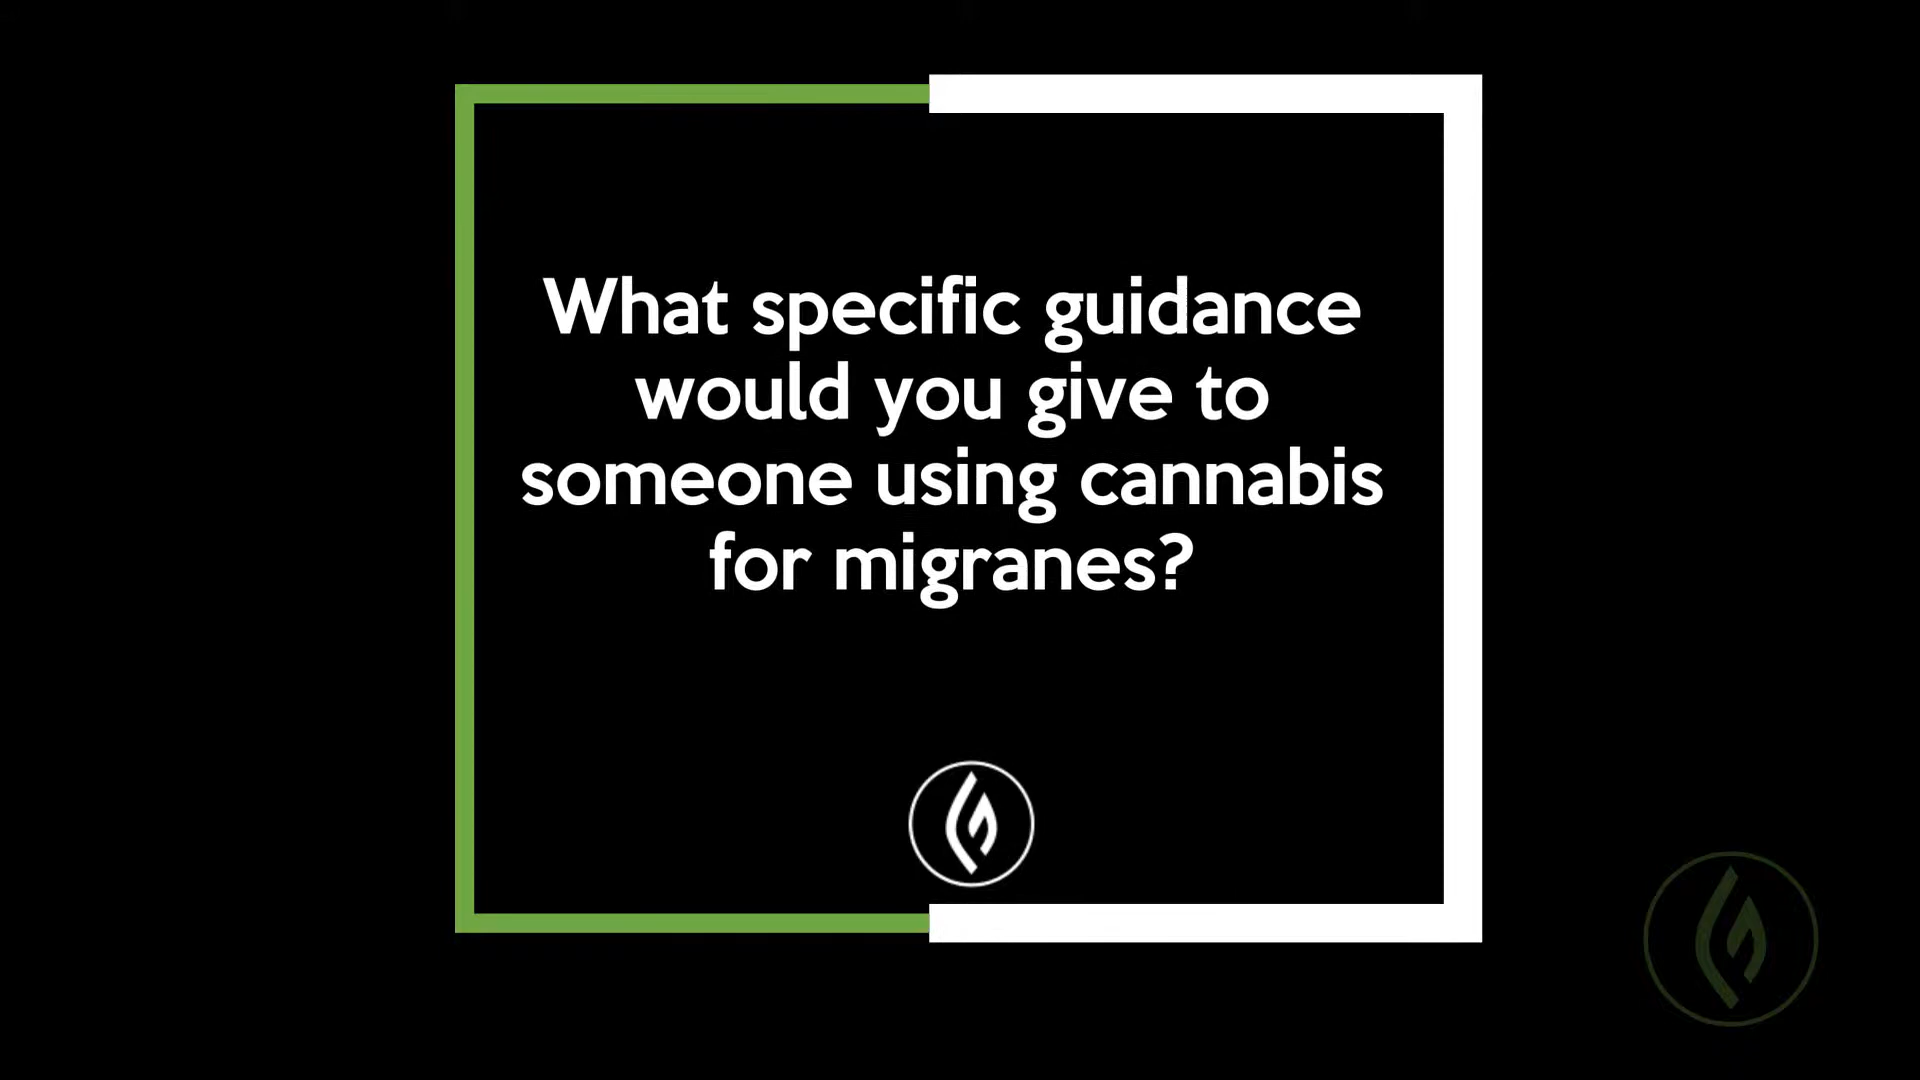 What specific guidance
would you give to
someone using cannabis
for migranes?